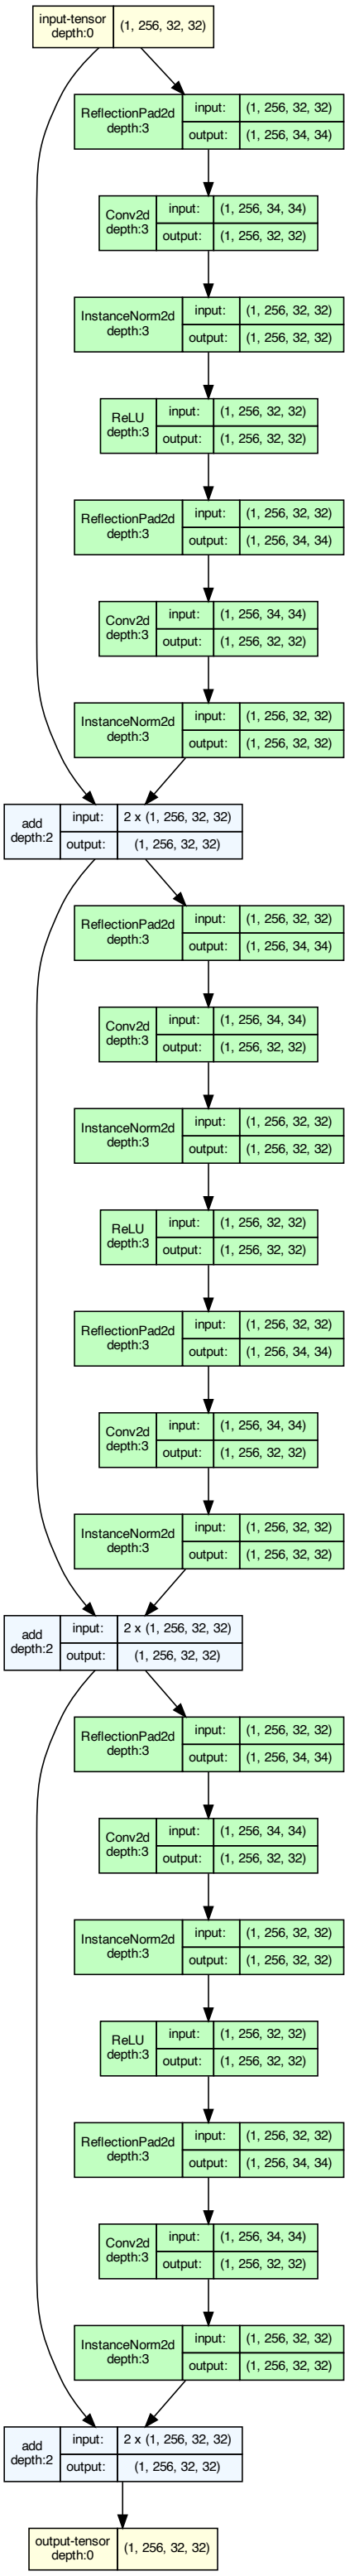 input-tensor
depth:0
(1, 256, 32, 32)
ReflectionPad2d
depth:3
input:
(1, 256, 32, 32)
output:
(1, 256, 34, 34)
Conv2d
depth:3
input:
(1, 256, 34, 34)
output:
(1, 256, 32, 32)
InstanceNorm2d
depth:3
input:
(1, 256, 32, 32)
output:
(1, 256, 32, 32)
ReLU
depth:3
input:
(1, 256, 32, 32)
output:
(1, 256, 32, 32)
ReflectionPad2d
depth:3
input:
(1, 256, 32, 32)
output:
(1, 256, 34, 34)
Conv2d
depth:3
input:
(1, 256, 34, 34)
output:
(1, 256, 32, 32)
InstanceNorm2d
depth:3
input:
(1, 256, 32, 32)
output:
(1, 256, 32, 32)
add
depth:2
input:
2 x (1, 256, 32, 32)
output:
(1, 256, 32, 32)
ReflectionPad2d
depth:3
input:
(1, 256, 32, 32)
output:
(1, 256, 34, 34)
Conv2d
depth:3
input:
(1, 256, 34, 34)
output:
(1, 256, 32, 32)
InstanceNorm2d
depth:3
input:
(1, 256, 32, 32)
output:
(1, 256, 32, 32)
ReLU
depth:3
input:
(1, 256, 32, 32)
output:
(1, 256, 32, 32)
ReflectionPad2d
depth:3
input:
(1, 256, 32, 32)
output:
(1, 256, 34, 34)
Conv2d
depth:3
input:
(1, 256, 34, 34)
output:
(1, 256, 32, 32)
InstanceNorm2d
depth:3
input:
(1, 256, 32, 32)
output:
(1, 256, 32, 32)
add
depth:2
input:
2 x (1, 256, 32, 32)
output:
(1, 256, 32, 32)
ReflectionPad2d
depth:3
input:
(1, 256, 32, 32)
output:
(1, 256, 34, 34)
Conv2d
depth:3
input:
(1, 256, 34, 34)
output:
(1, 256, 32, 32)
InstanceNorm2d
depth:3
input:
(1, 256, 32, 32)
output:
(1, 256, 32, 32)
ReLU
depth:3
input:
(1, 256, 32, 32)
output:
(1, 256, 32, 32)
ReflectionPad2d
depth:3
input:
(1, 256, 32, 32)
output:
(1, 256, 34, 34)
Conv2d
depth:3
input:
(1, 256, 34, 34)
output:
(1, 256, 32, 32)
InstanceNorm2d
depth:3
input:
(1, 256, 32, 32)
output:
(1, 256, 32, 32)
add
depth:2
input:
2 x (1, 256, 32, 32)
output:
(1, 256, 32, 32)
output-tensor
depth:0
(1, 256, 32, 32)